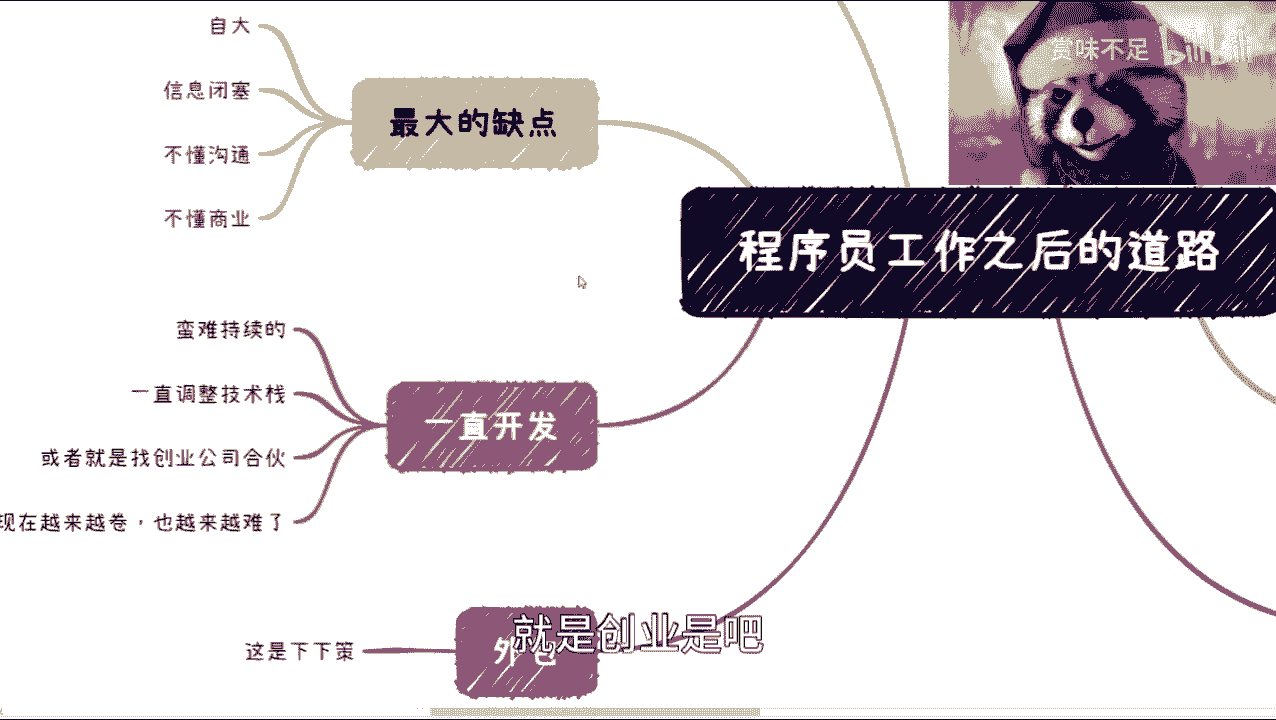 自大
信息闭塞
不懂沟通
不懂商业
最大的缺点
赏味不足 bilibili
程序员工作之后的道路
蛮难持续的
一直调整技术栈
或者就是找创业公司合伙
现在越来越卷，也越来越难了
一直开发
这是下下策
外包
就是创业是吧